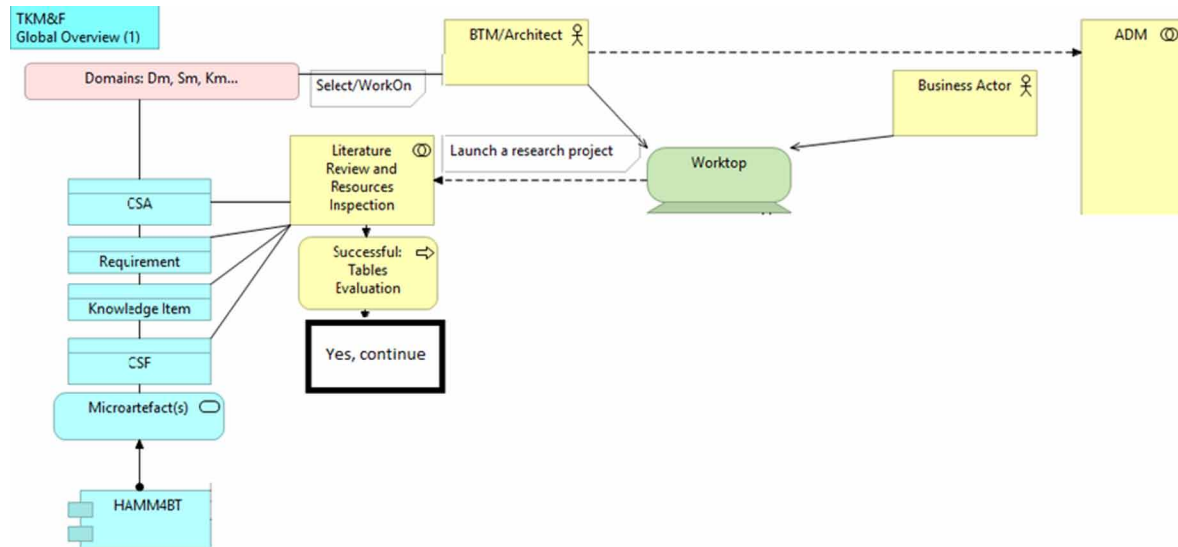 TKM&F
Global Overview (1)
BTM/Architect
ADM
Domains: Dm, Sm, Km...
Select/WorkOn
Business Actor
Literature
Review and
Resources
Inspection
Launch a research project
Worktop
CSA
Requirement
Successful:
Tables
Evaluation
Knowledge Item
Yes, continue
CSF
Microartefact(s)
HAMM4BT